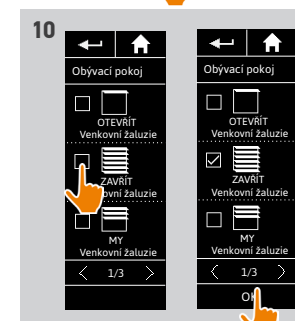 10
Obývací pokoj
OTEVŘÍT
Venkovní žaluzie
ZAVŘÍT
Venkovní žaluzie
MY
Venkovní žaluzie
1/3
Obývací pokoj
OTEVŘÍT
Venkovní žaluzie
ZAVŘÍT
Venkovní žaluzie
MY
Venkovní žaluzie
1/3
OK